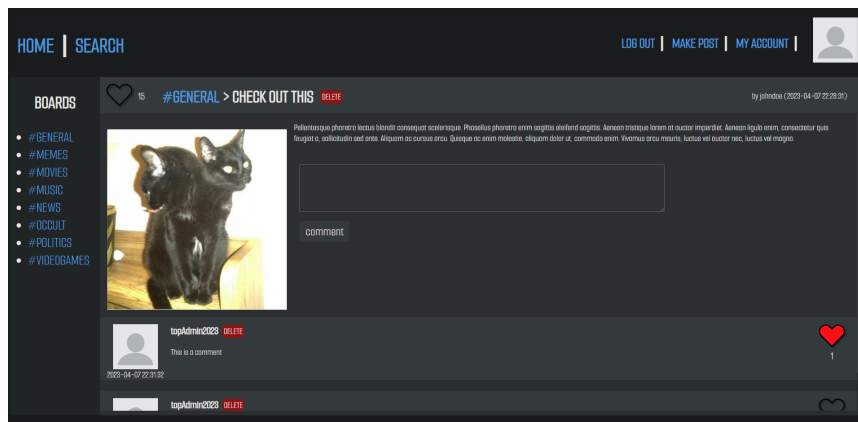 HOME | SEARCH
LOG OUT | MAKE POST | MY ACCOUNT |
BOARDS
#GENERAL
#MEMES
#MOVIES
#MUSIC
#NEWS
#OCCULT
#POLITICS
#VIDEOGAMES
15 #GENERAL > CHECK OUT THIS DELETE
by johndoe (2023-04-07 22:29:01)
Pellentesque pharetra lectus blandit consequat scelerisque. Phasellus pharetra enim sagittis eleifend sagittis. Aenean tristique lorem at auctor imperdiet. Aenean ligula enim, consectetur quis
feugiat a, sollicitudin sed ante. Aliquam ac cursus arcu. Quisque ac enim molestie, aliquam dolor ut, commodo enim. Vivamus arcu mauris, luctus vel auctor nec, luctus vel magna.
comment
topAdmin2023 DELETE
This is a comment
2023-04-07 22:31:32
1
topAdmin2023 DELETE